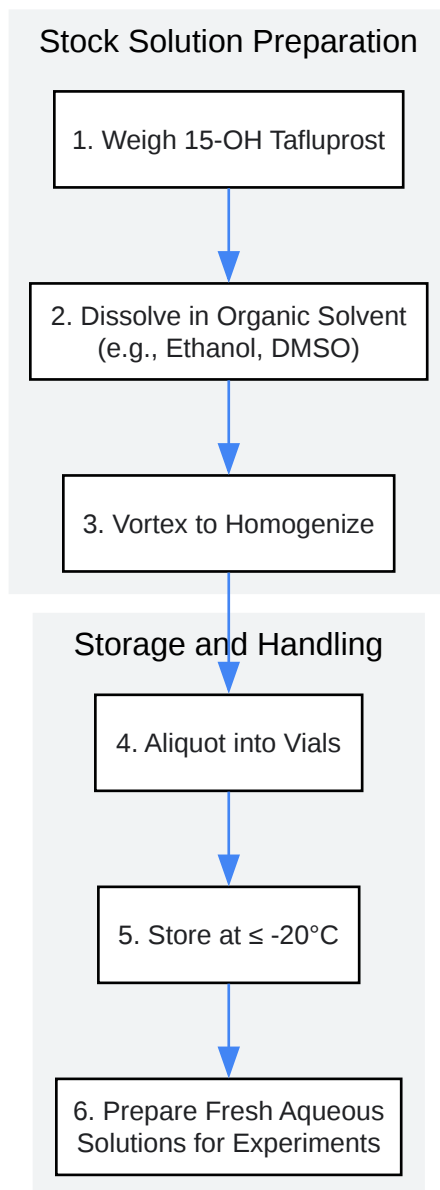 Stock Solution Preparation
1. Weigh 15-OH Tafluprost
2. Dissolve in Organic Solvent
(e.g., Ethanol, DMSO)
3. Vortex to Homogenize
Storage and Handling
4. Aliquot into Vials
5. Store at ≤ -20°C
6. Prepare Fresh Aqueous
Solutions for Experiments